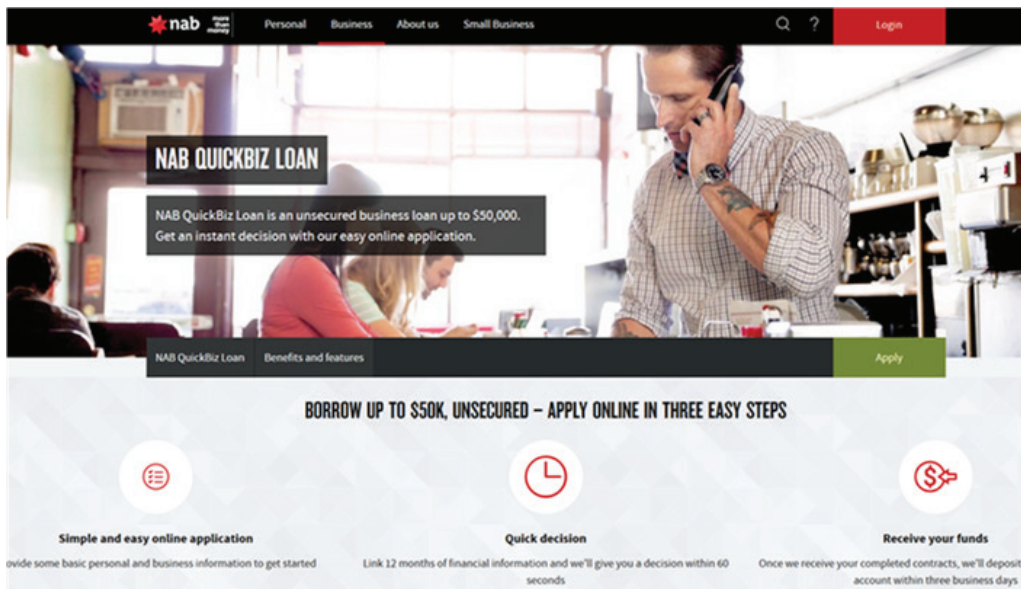 nab more than money Personal Business About us Small Business ? Login
NAB QUICKBIZ LOAN
NAB QuickBiz Loan is an unsecured business loan up to $50,000.
Get an instant decision with our easy online application.
NAB QuickBiz Loan Benefits and features Apply
BORROW UP TO $50K, UNSECURED – APPLY ONLINE IN THREE EASY STEPS
$
Simple and easy online application
ovide some basic personal and business information to get started
Quick decision
Link 12 months of financial information and we'll give you a decision within 60
seconds
Receive your funds
Once we receive your completed contracts, we'll deposit
account within three business days